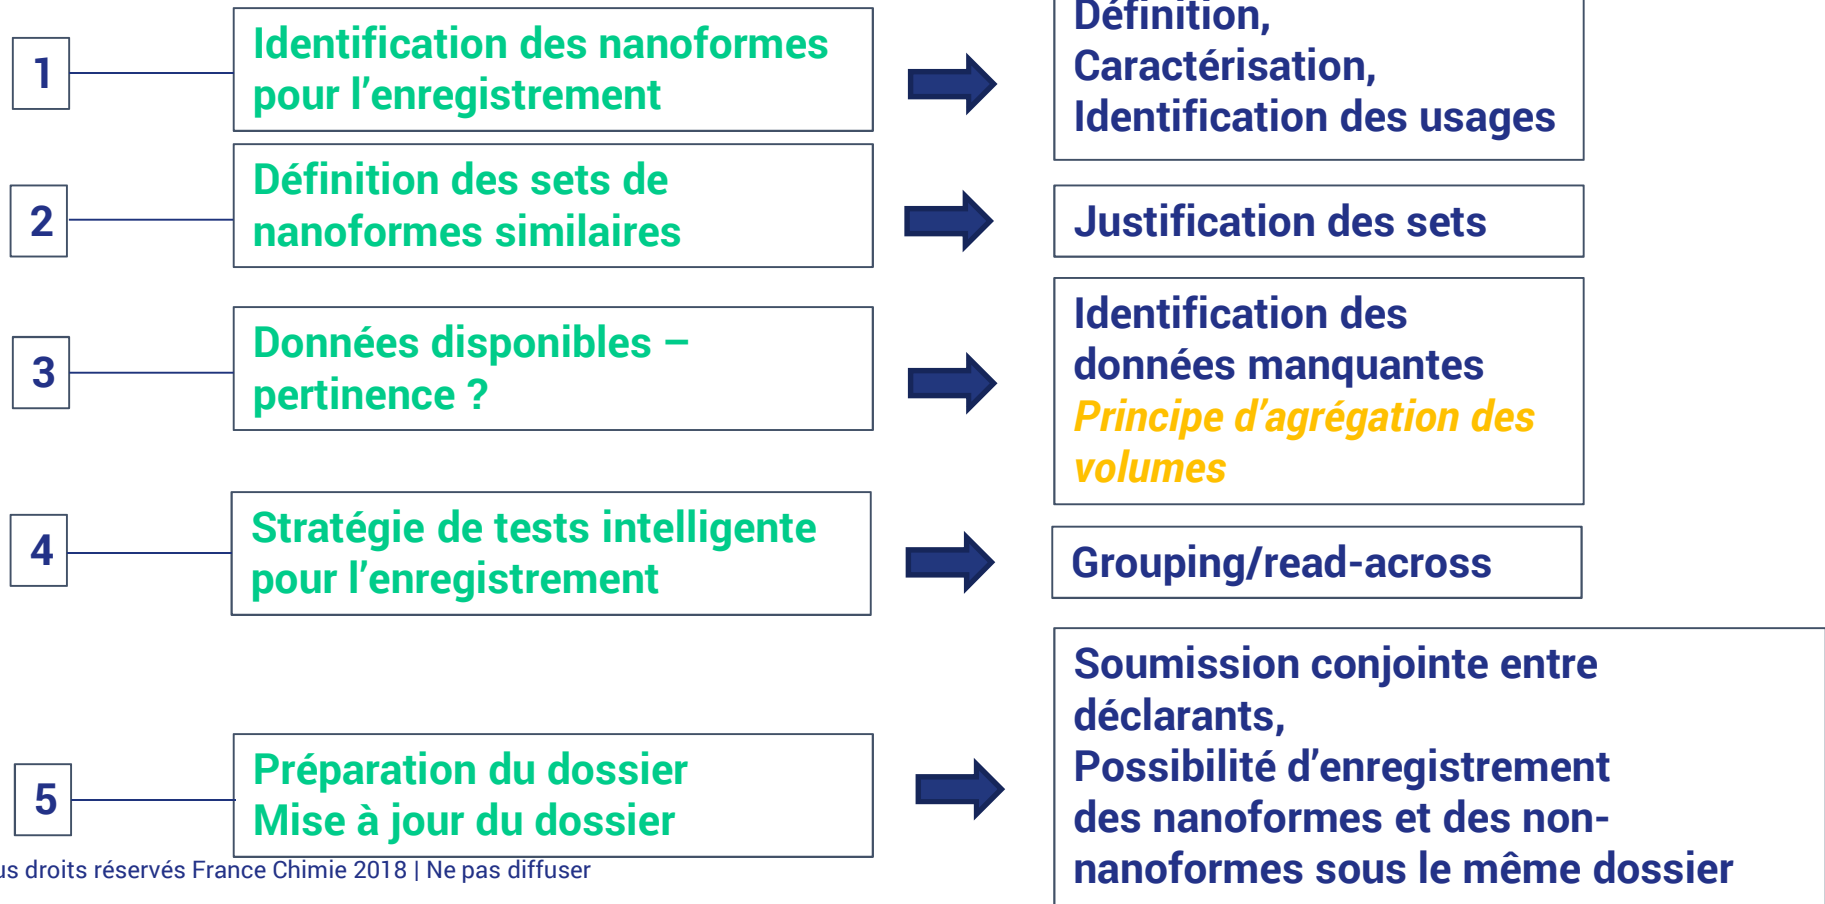 1
Identification des nanoformes
pour l’enregistrement
Définition,
Caractérisation,
Identification des usages
2
Définition des sets de
nanoformes similaires
Justification des sets
3
Données disponibles –
pertinence ?
Identification des
données manquantes
Principe d’agrégation des
volumes
4
Stratégie de tests intelligente
pour l’enregistrement
Grouping/read-across
5
Préparation du dossier
Mise à jour du dossier
Soumission conjointe entre
déclarants,
Possibilité d’enregistrement
des nanoformes et des non-
nanoformes sous le même dossier
us droits réservés France Chimie 2018 | Ne pas diffuser